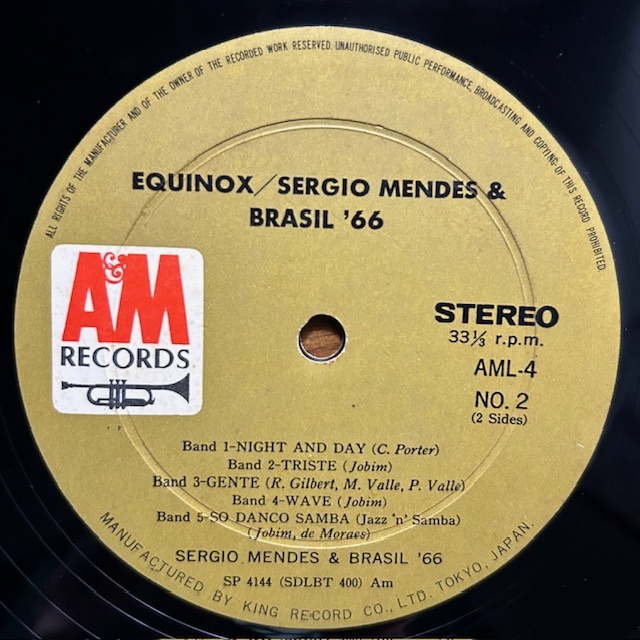 ALL RIGHTS OF THE MANUFACTURER AND OF THE OWNER OF THE RECORDED WORK RESERVED. UNAUTHORISED PUBLIC PERFORMANCE, BROADCASTING AND COPYING OF THIS RECORD PROHIBITED.
EQUINOX/SERGIO MENDES &
BRASIL '66
A&M
RECORDS
STEREO
33⅓ r.p.m.
AML-4
NO. 2
(2 Sides)
Band 1-NIGHT AND DAY (C. Porter)
Band 2-TRISTE (Jobim)
Band 3-GENTE (R. Gilbert, M. Valle, P. Valle)
Band 4-WAVE (Jobim)
Band 5-SO DANCO SAMBA (Jazz 'n' Samba)
(Jobim, de Moraes)
SERGIO MENDES & BRASIL '66
SP 4144 (SDLBT 400) Am
MANUFACTURED BY KING RECORD CO., LTD. TOKYO, JAPAN.